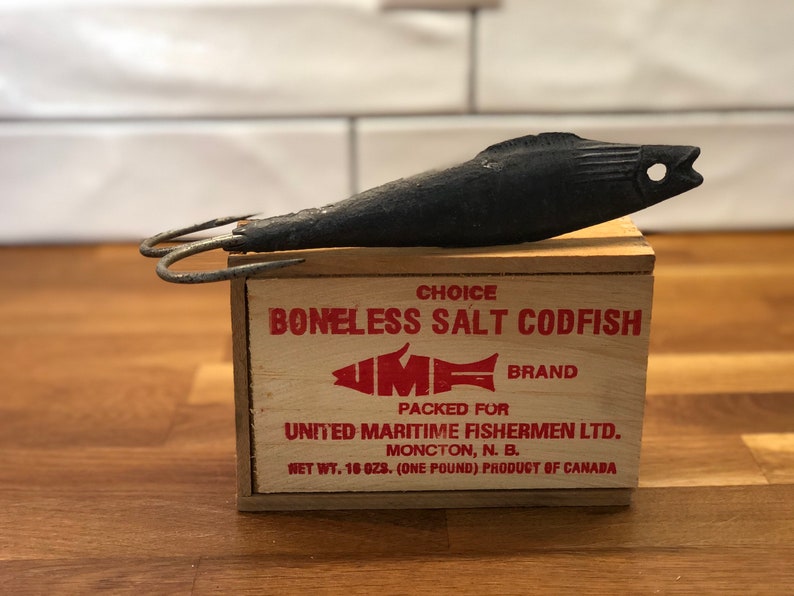 CHOICE
BONELESS SALT CODFISH
UMF BRAND
PACKED FOR
UNITED MARITIME FISHERMEN LTD.
MONCTON, N. B.
NET WT. 16 OZS. (ONE POUND) PRODUCT OF CANADA